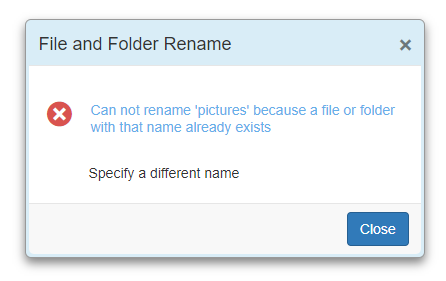 File and Folder Rename
Can not rename 'pictures' because a file or folder
with that name already exists
Specify a different name
Close